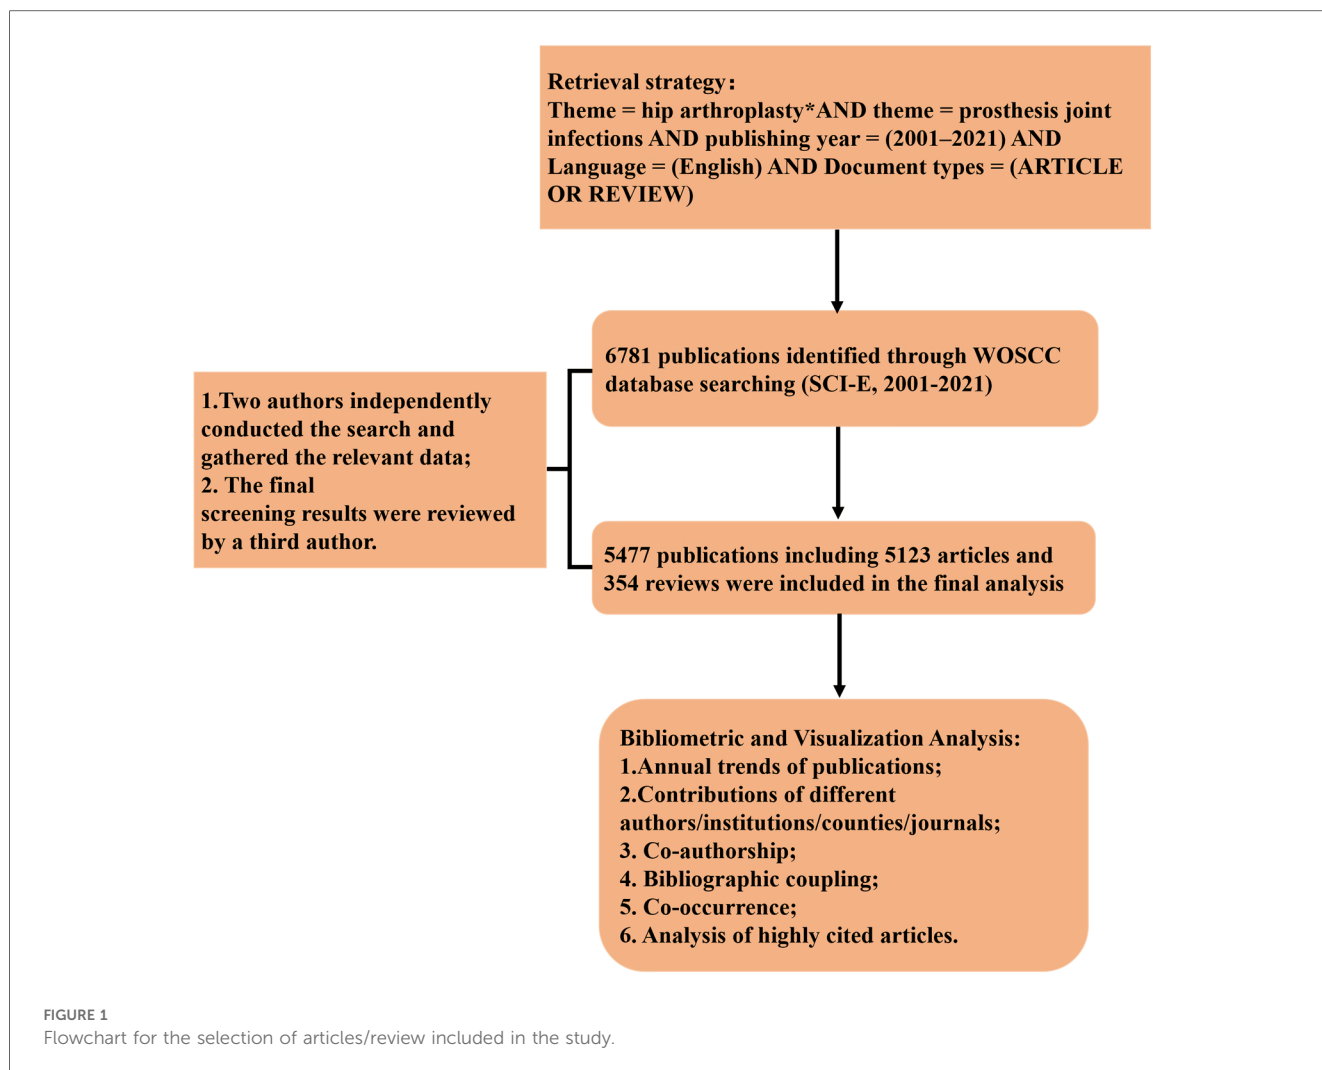 Retrieval strategy：
Theme = hip arthroplasty*AND theme = prosthesis joint
infections AND publishing year = (2001–2021) AND
Language = (English) AND Document types = (ARTICLE
OR REVIEW)
6781 publications identified through WOSCC
database searching (SCI-E, 2001-2021)
1.Two authors independently
conducted the search and
gathered the relevant data;
2. The final
screening results were reviewed
by a third author.
5477 publications including 5123 articles and
354 reviews were included in the final analysis
Bibliometric and Visualization Analysis:
1.Annual trends of publications;
2.Contributions of different
authors/institutions/counties/journals;
3. Co-authorship;
4. Bibliographic coupling;
5. Co-occurrence;
6. Analysis of highly cited articles.
FIGURE 1
Flowchart for the selection of articles/review included in the study.